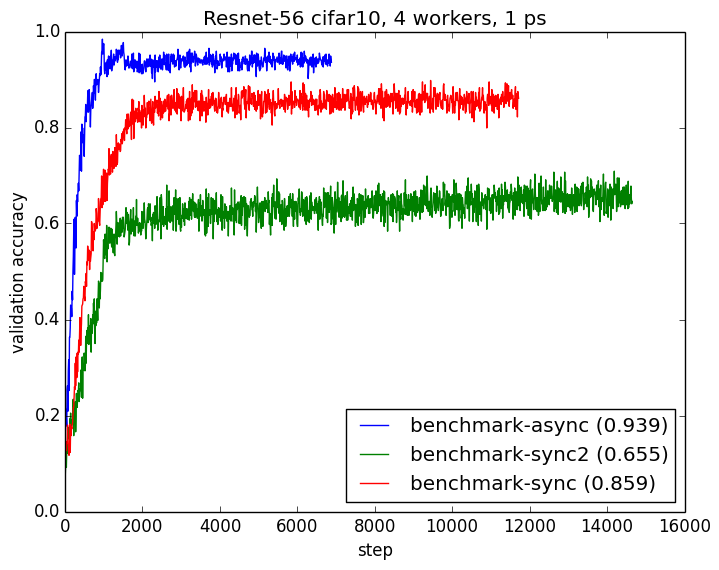 Resnet-56 cifar10, 4 workers, 1 ps
1.0
0.8
0.6
0.4
0.2
0.0
validation accuracy
benchmark-async (0.939)
benchmark-sync2 (0.655)
benchmark-sync (0.859)
0 2000 4000 6000 8000 10000 12000 14000 16000
step